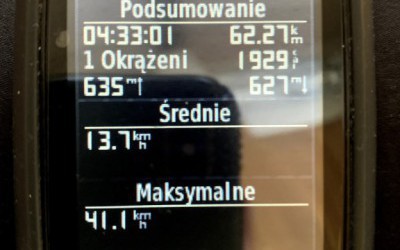 Podsumowanie
04:33:01 62.27 km
1 Okrążeni 1929
635 m↑ 627 m↓
Średnie
13.7 km/h
Maksymalne
41.1 km/h